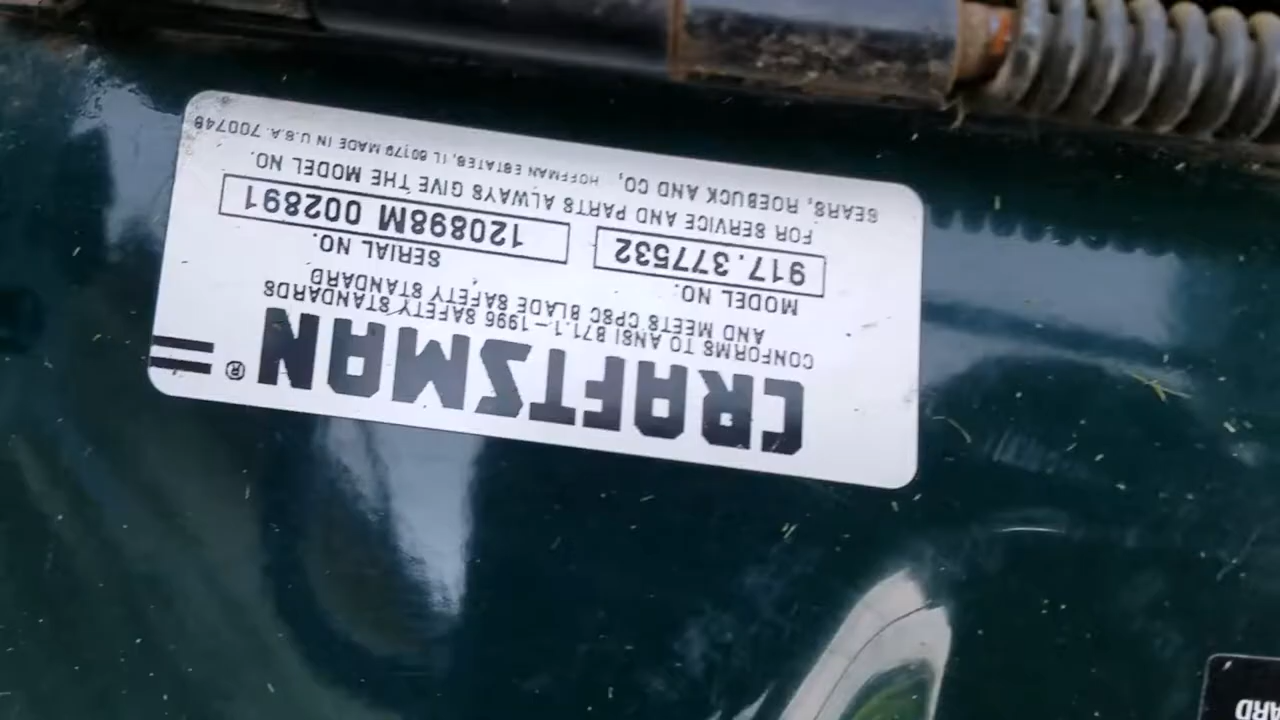 CRAFTSMAN®
CONFORMS TO ANSI B71.1-1996 SAFETY STANDARDS
AND MEETS CPSC BLADE SAFETY STANDARD
MODEL NO. SERIAL NO.
917.377532 120898M 002891
FOR SERVICE AND PARTS ALWAYS GIVE THE MODEL NO.
SEARS, ROEBUCK AND CO, HOFFMAN ESTATES, IL 60179 MADE IN U.S.A. 700748
ARD